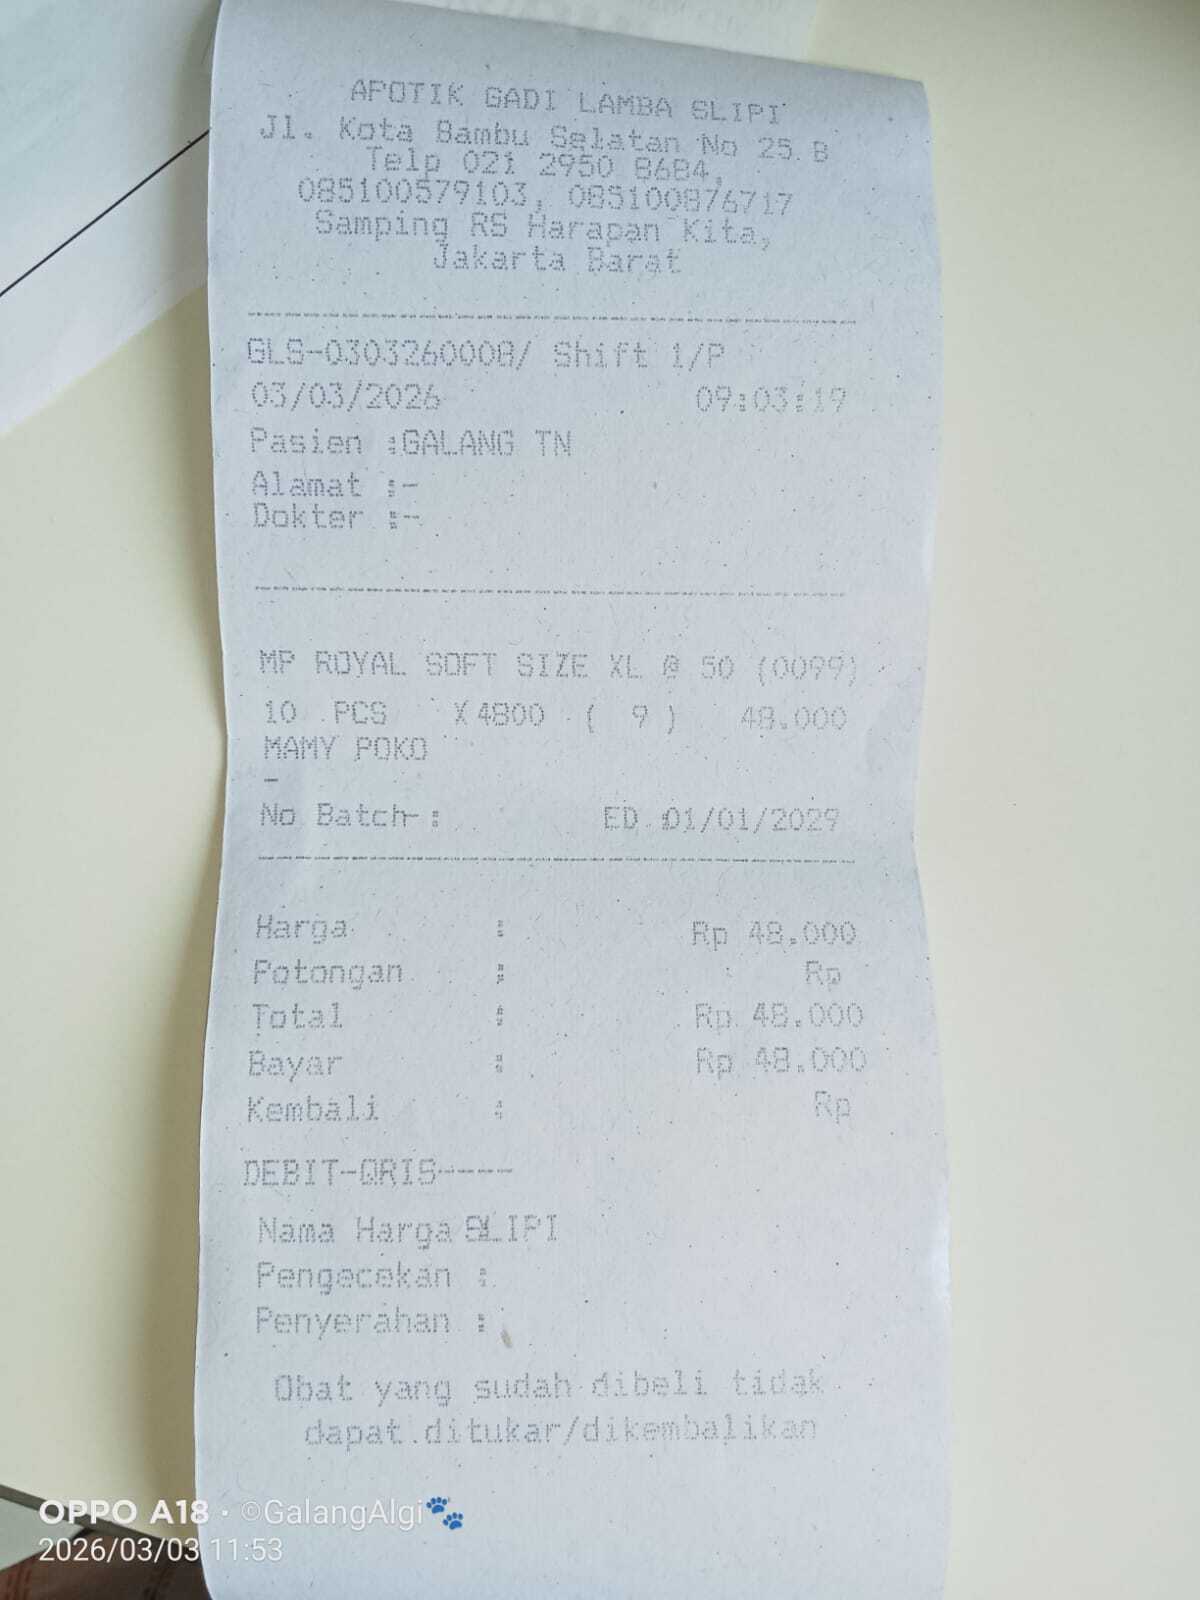 APOTIK GADI LAMBA SLIPI
Jl. Kota Bambu Selatan No 25 B
Telp 021 2950 8684,
085100579103, 085100876717
Samping RS Harapan Kita,
Jakarta Barat
GLS-0303260008/ Shift 1/P
03/03/2026 09:03:19
Pasien :GALANG TN
Alamat :-
Dokter :-
MP ROYAL SOFT SIZE XL @ 50 (0099)
10 PCS X4800 ( 9 ) 48.000
MAMY POKO
-
No Batch- : ED :01/01/2029
Harga : Rp 48.000
Potongan : Rp
Total : Rp 48.000
Bayar : Rp 48.000
Kembali : Rp
DEBIT-QRIS----
Nama Harga SLIPI
Pengecekan :
Penyerahan :
Obat yang sudah dibeli tidak
dapat ditukar/dikembalikan
OPPO A18 · ©GalangAlgi🐾
2026/03/03 11:53